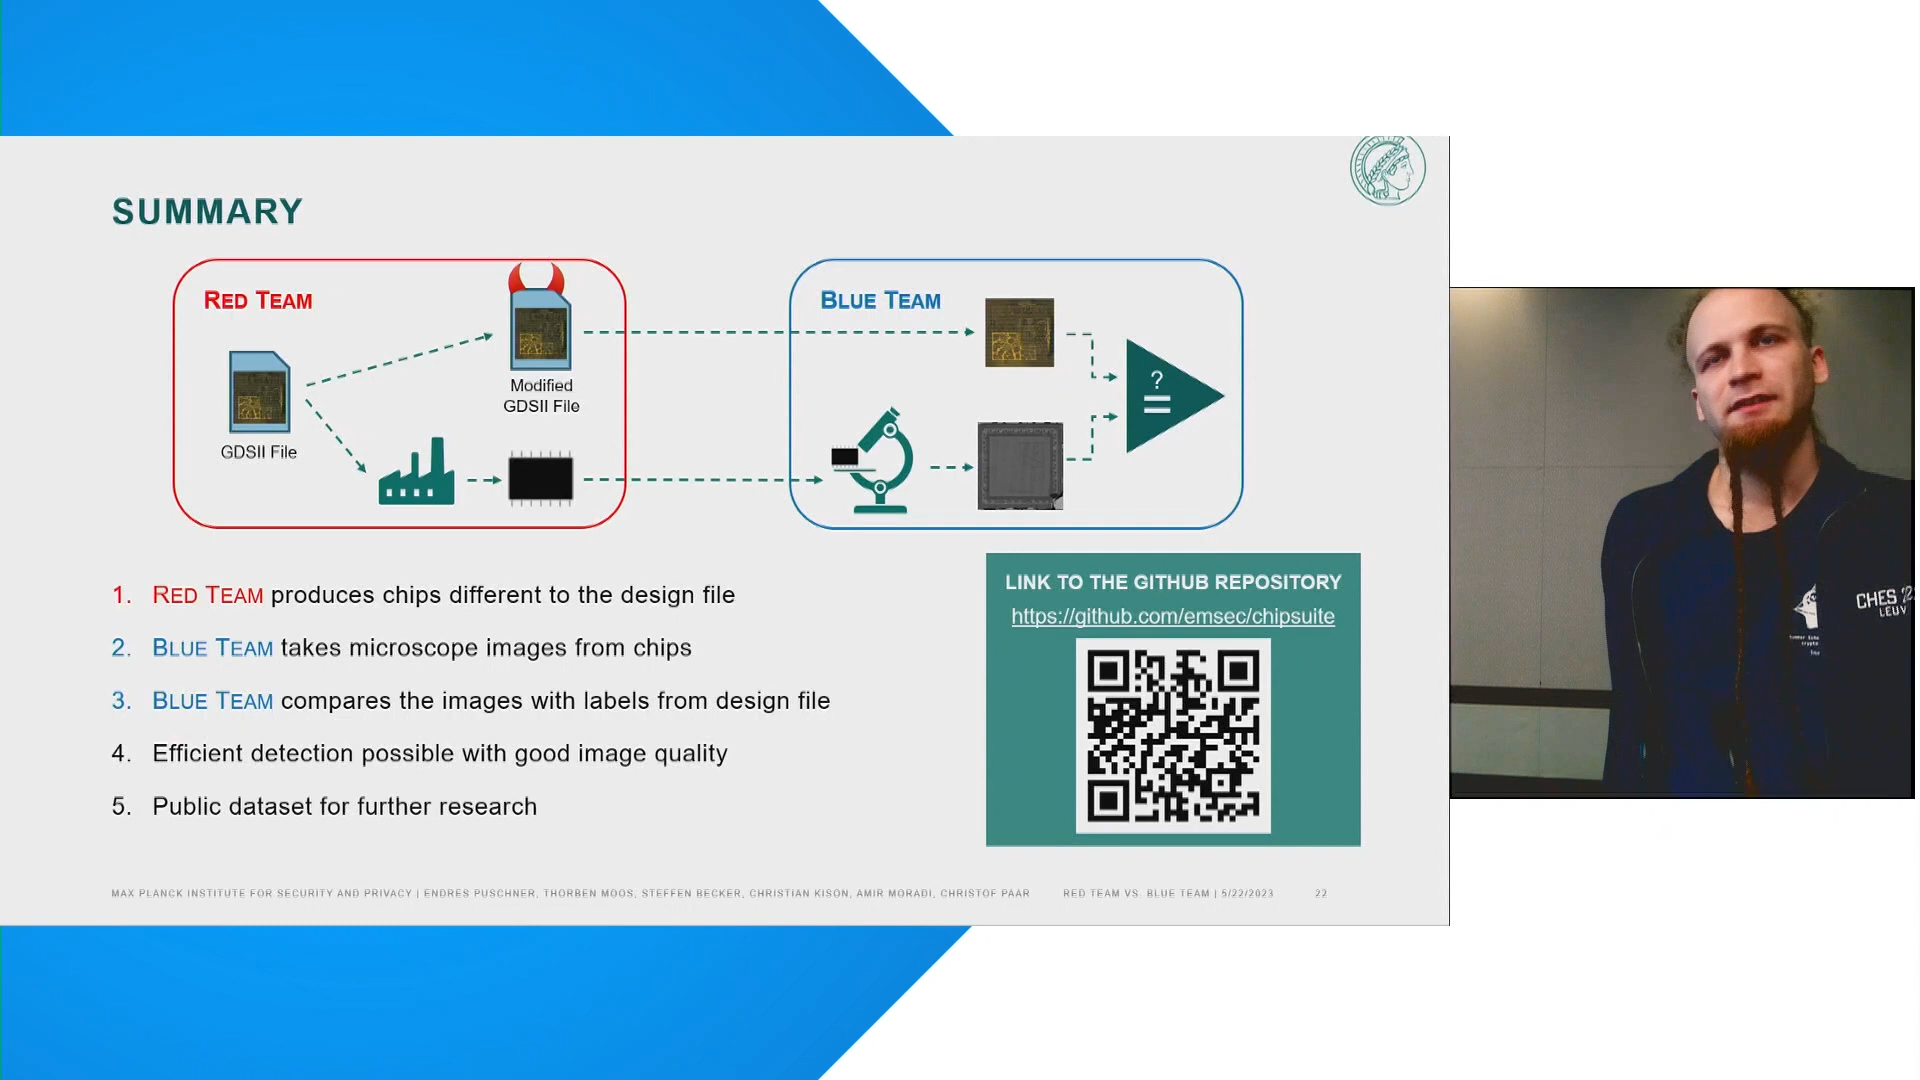 SUMMARY
RED TEAM
GDSII File
Modified
GDSII File
BLUE TEAM
?
=
1. RED TEAM produces chips different to the design file
2. BLUE TEAM takes microscope images from chips
3. BLUE TEAM compares the images with labels from design file
4. Efficient detection possible with good image quality
5. Public dataset for further research
LINK TO THE GITHUB REPOSITORY
https://github.com/emsec/chipsuite
MAX PLANCK INSTITUTE FOR SECURITY AND PRIVACY | ENDRES PUSCHNER, THORBEN MOOS, STEFFEN BECKER, CHRISTIAN KISON, AMIR MORADI, CHRISTOF PAAR
RED TEAM VS. BLUE TEAM | 5/22/2023
22
CHES
LEUV